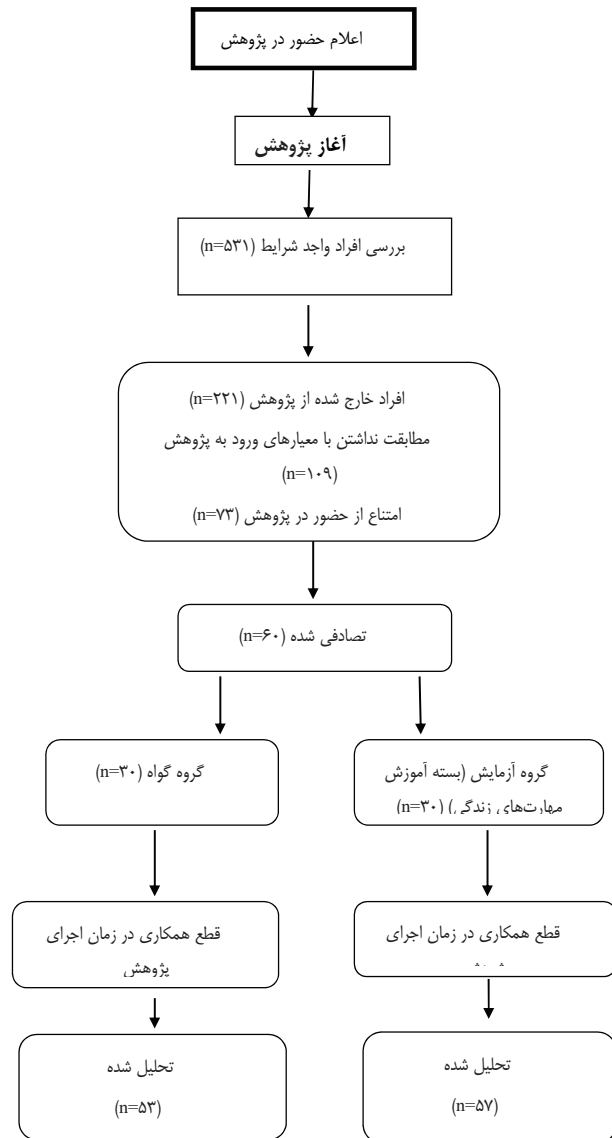 اعلام حضور در پژوهش
آغاز پژوهش
بررسی افراد واجد شرایط (n=۵۳۱)
افراد خارج شده از پژوهش (n=۲۲۱)
مطابقت نداشتن با معیارهای ورود به پژوهش
(n=۱۰۹)
امتناع از حضور در پژوهش (n=۷۳)
تصادفی شده (n=۶۰)
گروه آزمایش (بسته آموزش
مهارت‌های زندگی) (n=۳۰)
گروه گواه (n=۳۰)
قطع همکاری در زمان اجرای
قطع همکاری در زمان اجرای
پژوهش
تحلیل شده
(n=۵۷)
تحلیل شده
(n=۵۳)